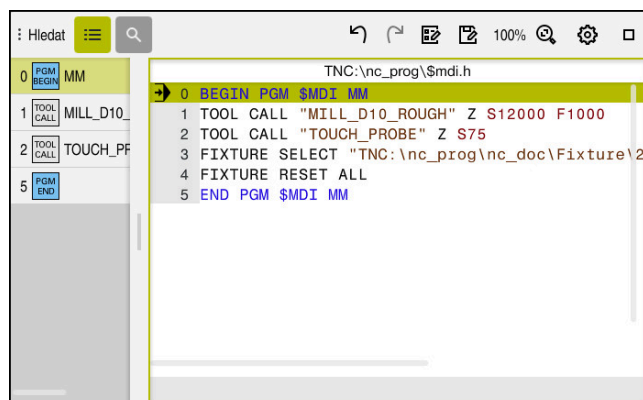 Hledat
100%
TNC:\nc_prog\$mdi.h
0 PGM BEGIN MM
1 TOOL CALL MILL_D10_
2 TOOL CALL TOUCH_PF
5 PGM END
0 BEGIN PGM $MDI MM
1 TOOL CALL "MILL_D10_ROUGH" Z S12000 F1000
2 TOOL CALL "TOUCH_PROBE" Z S75
3 FIXTURE SELECT "TNC:\nc_prog\nc_doc\Fixture\2
4 FIXTURE RESET ALL
5 END PGM $MDI MM